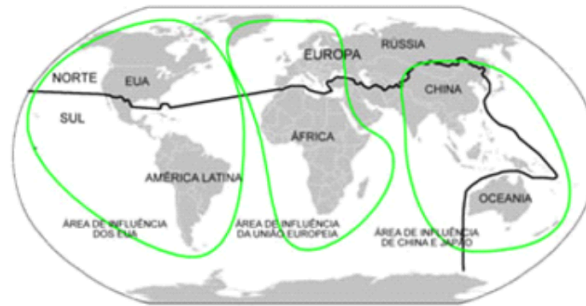 RÚSSIA
EUROPA
NORTE
EUA
CHINA
SUL
ÁFRICA
AMÉRICA LATINA
OCEANIA
ÁREA DE INFLUÊNCIA
DOS EUA
ÁREA DE INFLUÊNCIA
DA UNIÃO EUROPEIA
ÁREA DE INFLUÊNCIA
DE CHINA E JAPÃO